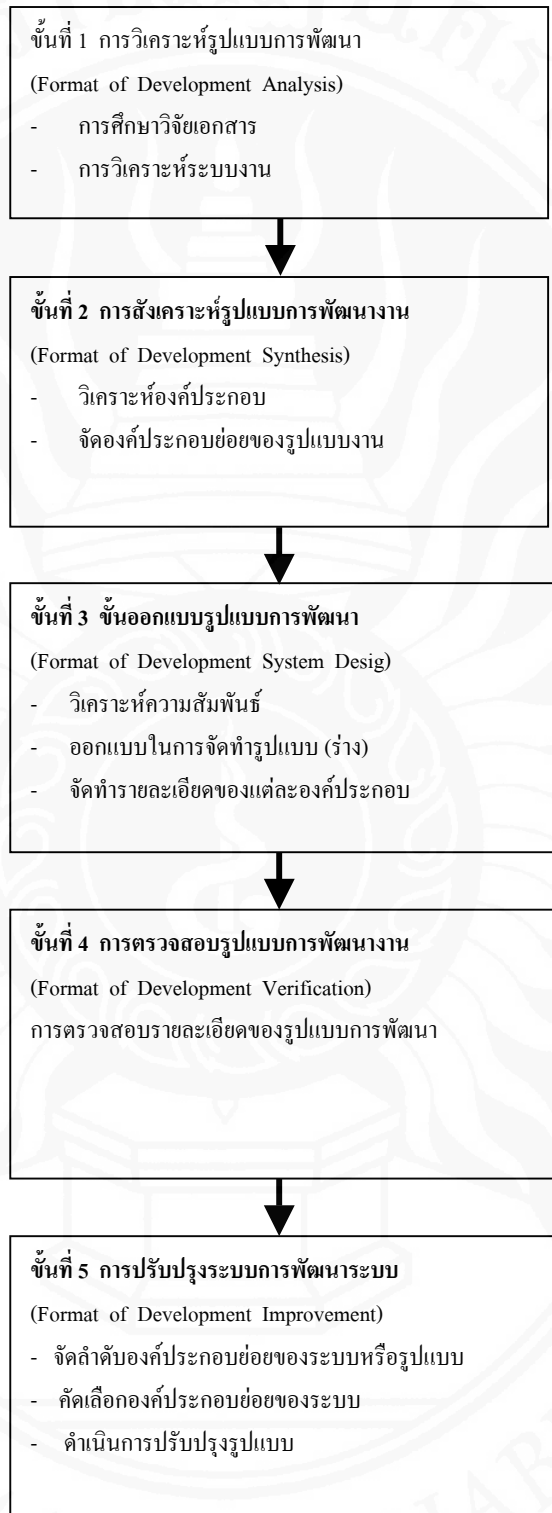 ขั้นที่ 1 การวิเคราะห์รูปแบบการพัฒนา
(Format of Development Analysis)
- การศึกษาวิจัยเอกสาร
- การวิเคราะห์ระบบงาน
ขั้นที่ 2 การสังเคราะห์รูปแบบการพัฒนางาน
(Format of Development Synthesis)
- วิเคราะห์องค์ประกอบ
- จัดองค์ประกอบย่อยของรูปแบบงาน
ขั้นที่ 3 ขั้นออกแบบรูปแบบการพัฒนา
(Format of Development System Desig)
- วิเคราะห์ความสัมพันธ์
- ออกแบบในการจัดทำรูปแบบ (ร่าง)
- จัดทำรายละเอียดของแต่ละองค์ประกอบ
ขั้นที่ 4 การตรวจสอบรูปแบบการพัฒนางาน
(Format of Development Verification)
การตรวจสอบรายละเอียดของรูปแบบการพัฒนา
ขั้นที่ 5 การปรับปรุงระบบการพัฒนาระบบ
(Format of Development Improvement)
- จัดลำดับองค์ประกอบย่อยของระบบหรือรูปแบบ
- คัดเลือกองค์ประกอบย่อยของระบบ
- ดำเนินการปรับปรุงรูปแบบ